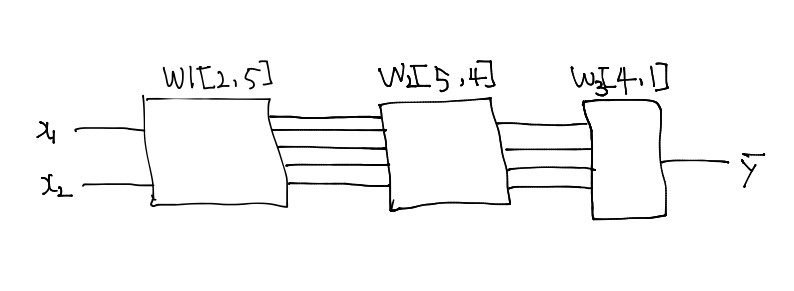 W1[2,5]
W2[5,4]
W3[4,1]
x1
x2
y̅